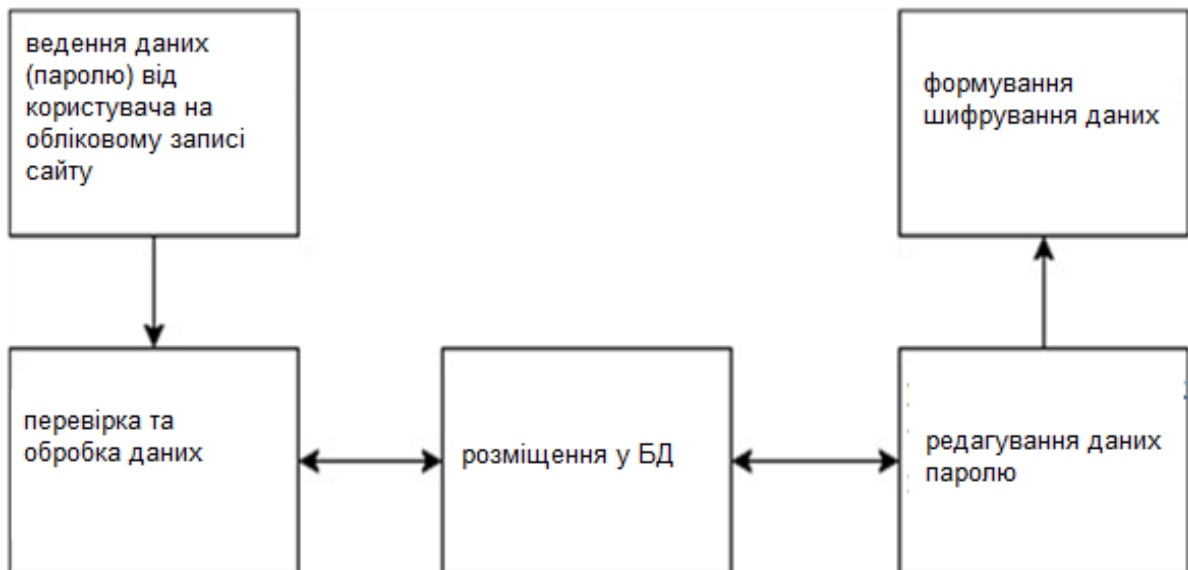 ведення даних
(паролю) від
користувача на
обліковому записі
сайту
формування
шифрування даних
перевірка та
обробка даних
розміщення у БД
редагування даних
паролю